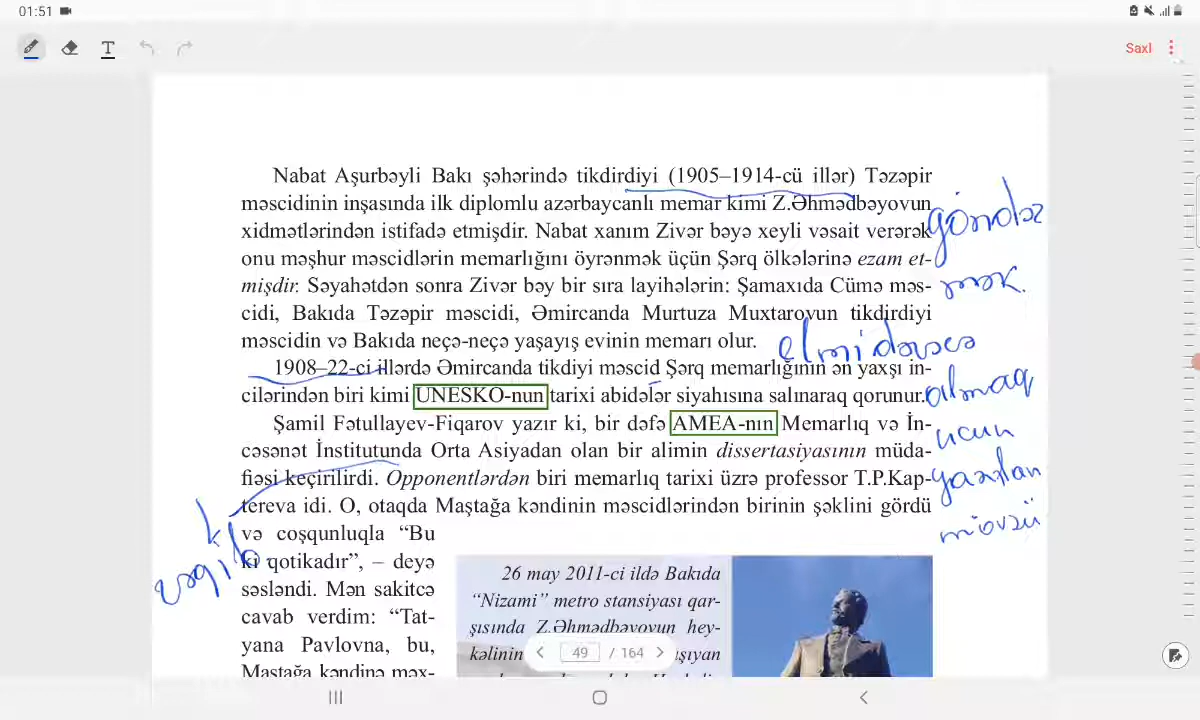 01:51
Saxl
Nabat Aşurbəyli Bakı şəhərində tikdirdiyi (1905–1914-cü illər) Təzəpir
məscidinin inşasında ilk diplomlu azərbaycanlı memar kimi Z.Əhmədbəyovun
xidmətlərindən istifadə etmişdir. Nabat xanım Zivər bəyə xeyli vəsait verərək
onu məşhur məscidlərin memarlığını öyrənmək üçün Şərq ölkələrinə ezam et-
mişdir. Səyahətdən sonra Zivər bəy bir sıra layihələrin: Şamaxıda Cümə məs-
cidi, Bakıda Təzəpir məscidi, Əmircanda Murtuza Muxtarovun tikdirdiyi
məscidin və Bakıda neçə-neçə yaşayış evinin memarı olur.
1908–22-ci illərdə Əmircanda tikdiyi məscid Şərq memarlığının ən yaxşı in-
cilərindən biri kimi UNESKO-nun tarixi abidələr siyahısına salınaraq qorunur.
Şamil Fətullayev-Fiqarov yazır ki, bir dəfə AMEA-nın Memarlıq və İn-
cəsənət İnstitutunda Orta Asiyadan olan bir alimin dissertasiyasının müda-
fiəsi keçirilirdi. Opponentlərdən biri memarlıq tarixi üzrə professor T.P.Kap-
tereva idi. O, otaqda Maştağa kəndinin məscidlərindən birinin şəklini gördü
və coşqunluqla “Bu
ki qotikadır”, – deyə
səsləndi. Mən sakitcə
cavab verdim: “Tat-
yana Pavlovna, bu,
Maştağa kəndinə məx-
göndər
mək.
elmi dərəcə
almaq
ucun
yazılan
mövzu
rəqib
26 may 2011-ci ildə Bakıda
“Nizami” metro stansiyası qar-
şısında Z.Əhmədbəyovun hey-
kəlinin
şıyan
49 / 164